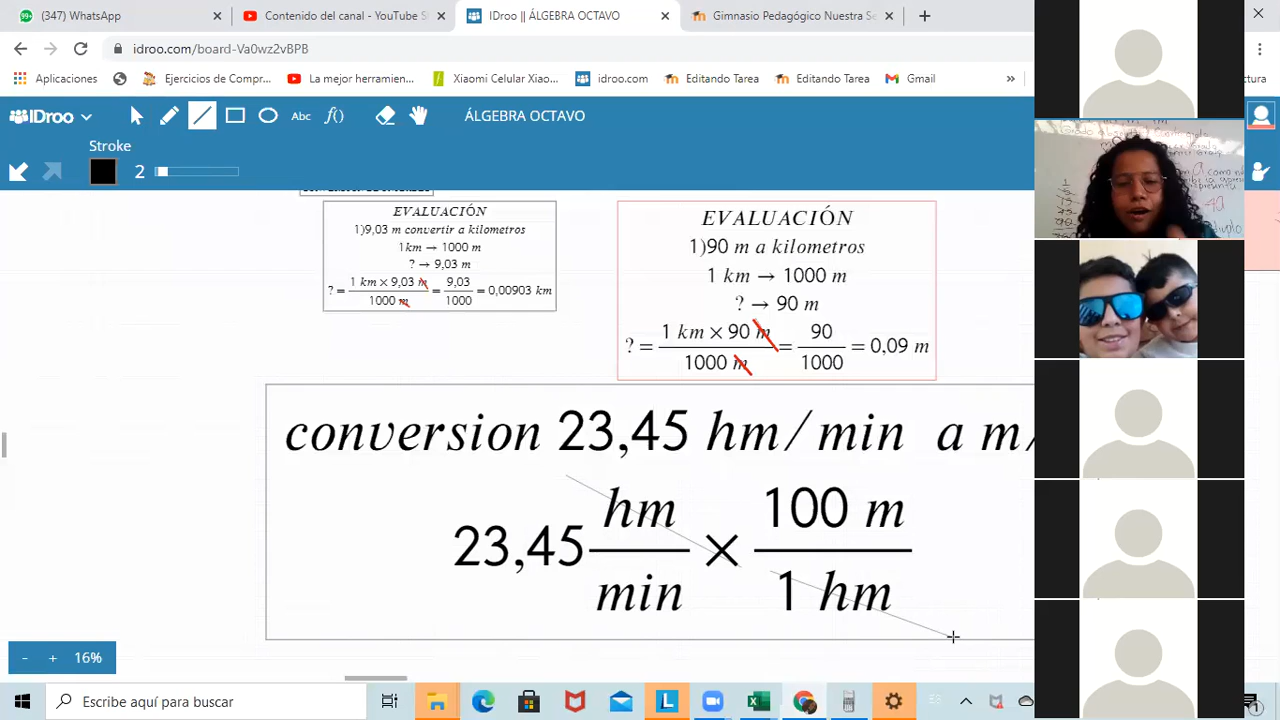 (347) WhatsApp
Contenido del canal - YouTube S
IDroo || ÁLGEBRA OCTAVO
Gimnasio Pedagógico Nuestra Se
idroo.com/board-Va0wz2vBPB
Aplicaciones
Ejercicios de Compr...
La mejor herramien...
Xiaomi Celular Xiao...
idroo.com
Editando Tarea
Editando Tarea
Gmail
»
ctura
IDroo
Abc
f()
ÁLGEBRA OCTAVO
Stroke
2
EVALUACIÓN
1)9,03 m convertir a kilometros
1km → 1000 m
? → 9,03 m
? = 1 km × 9,03 m / 1000 m = 9,03 / 1000 = 0,00903 km
EVALUACIÓN
1)90 m a kilometros
1 km → 1000 m
? → 90 m
? = 1 km × 90 m / 1000 m = 90 / 1000 = 0,09 m
conversion 23,45 hm/min a m/
23,45 hm / min × 100 m / 1 hm
- + 16%
Escribe aquí para buscar